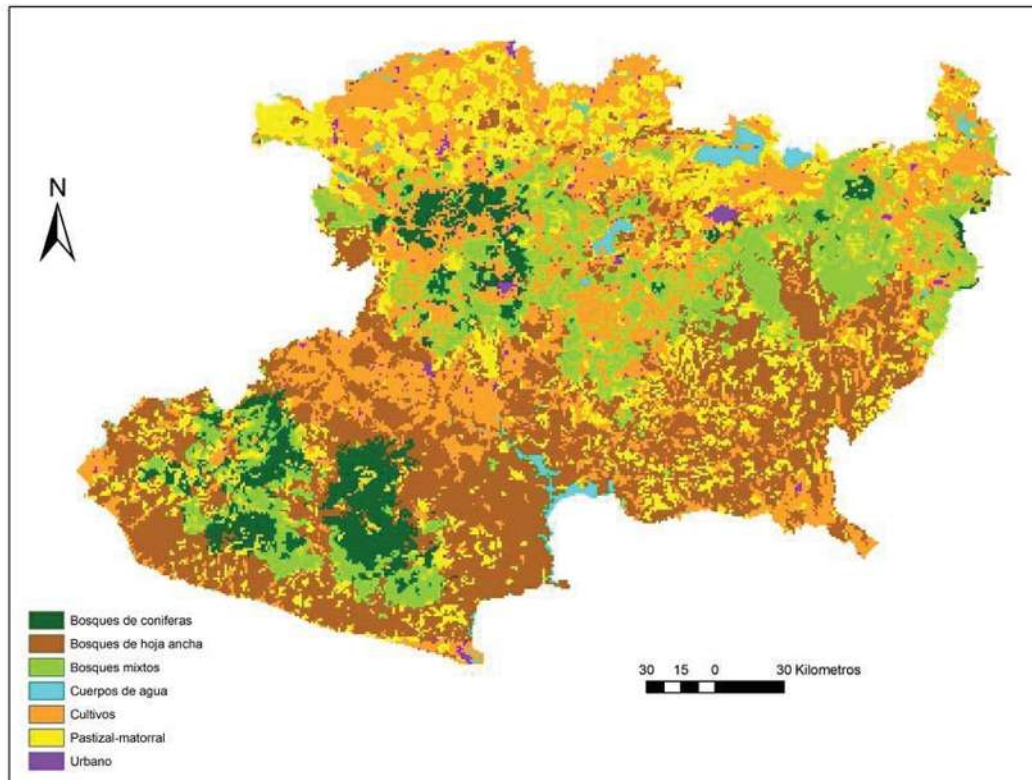 N
Bosques de coniferas
Bosques de hoja ancha
Bosques mixtos
Cuerpos de agua
Cultivos
Pastizal-matorral
Urbano
30 15 0 30 Kilometros